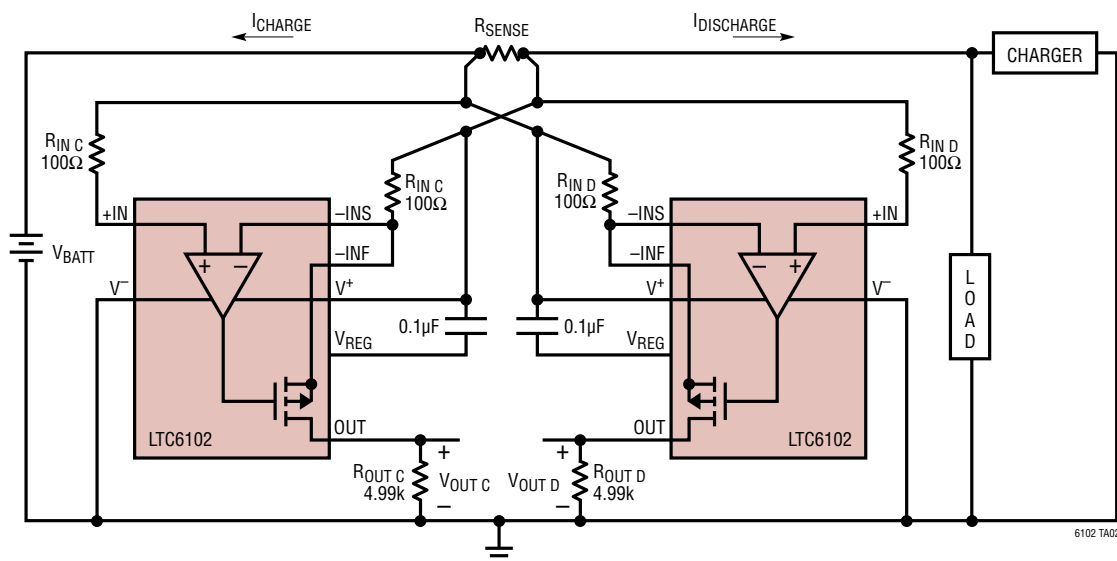 ICHARGE
RSENSE
IDISCHARGE
CHARGER
RIN C
100Ω
RIN C
100Ω
RIN D
100Ω
RIN D
100Ω
+IN
–INS
–INS
+IN
VBATT
–INF
–INF
+ –
– +
V–
V+
V+
V–
LOAD
0.1µF
0.1µF
VREG
VREG
OUT
OUT
LTC6102
LTC6102
ROUT C
4.99k
+
VOUT C
–
+
VOUT D
–
ROUT D
4.99k
6102 TA02